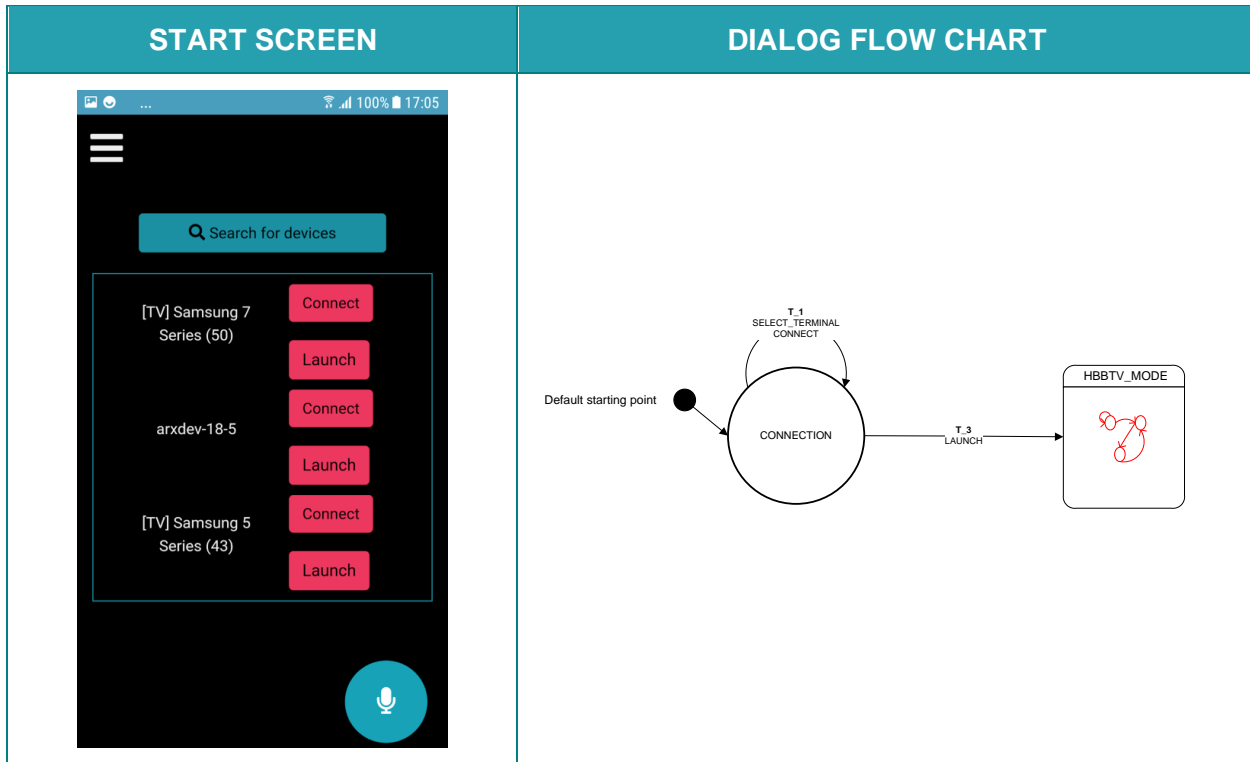 START SCREEN
DIALOG FLOW CHART
... 100% 17:05
Search for devices
[TV] Samsung 7
Series (50)
Connect
Launch
arxdev-18-5
Connect
Launch
[TV] Samsung 5
Series (43)
Connect
Launch
T_1
SELECT_TERMINAL
CONNECT
Default starting point
CONNECTION
T_3
LAUNCH
HBBTV_MODE